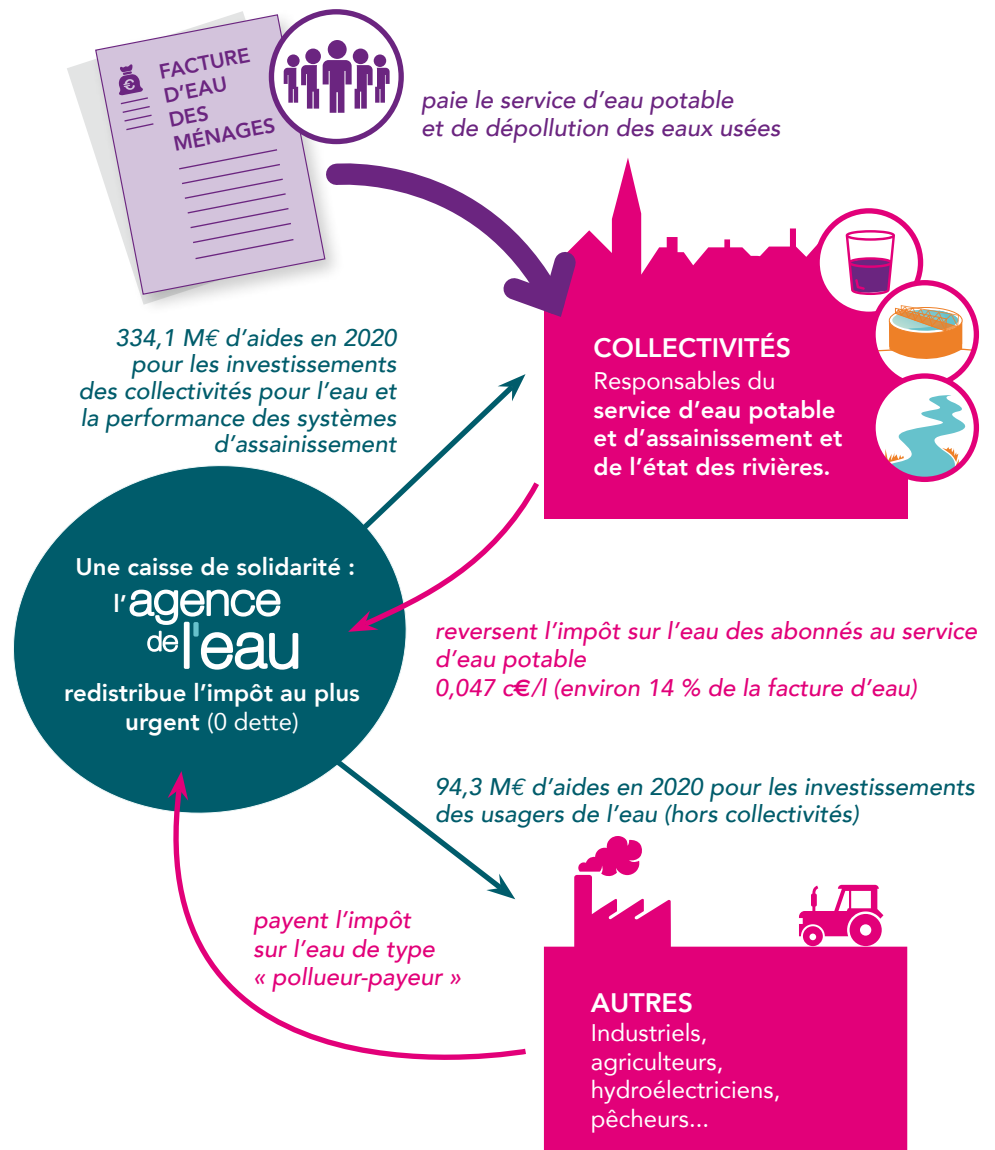 FACTURE
D'EAU
DES
MÉNAGES
€
paie le service d'eau potable
et de dépollution des eaux usées
334,1 M€ d'aides en 2020
pour les investissements
des collectivités pour l'eau et
la performance des systèmes
d'assainissement
COLLECTIVITÉS
Responsables du
service d'eau potable
et d'assainissement et
de l'état des rivières.
Une caisse de solidarité :
l'agence
de l'eau
redistribue l'impôt au plus
urgent (0 dette)
reversent l'impôt sur l'eau des abonnés au service
d'eau potable
0,047 c€/l (environ 14 % de la facture d'eau)
94,3 M€ d'aides en 2020 pour les investissements
des usagers de l'eau (hors collectivités)
payent l'impôt
sur l'eau de type
« pollueur-payeur »
AUTRES
Industriels,
agriculteurs,
hydroélectriciens,
pêcheurs...